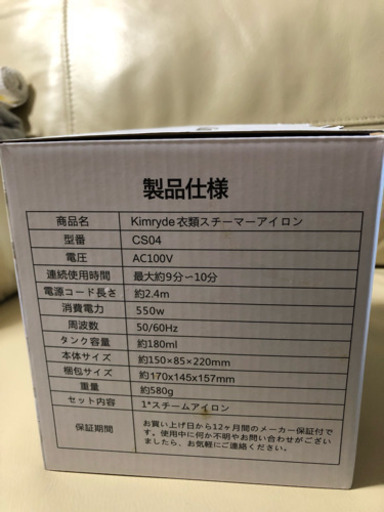 製品仕様
商品名 Kimryde衣類スチーマーアイロン
型番 CS04
電圧 AC100V
連続使用時間 最大約9分～10分
電源コード長さ 約2.4m
消費電力 550w
周波数 50/60Hz
タンク容量 約180ml
本体サイズ 約150×85×220mm
梱包サイズ 約170x145x157mm
重量 約580g
セット内容 1*スチームアイロン
保証期間 お買い上げ日から12ヶ月間のメーカー保証付で
す。使用中に何か不明やお問い合わせがござい
ましたら、お気軽にご連絡ください。